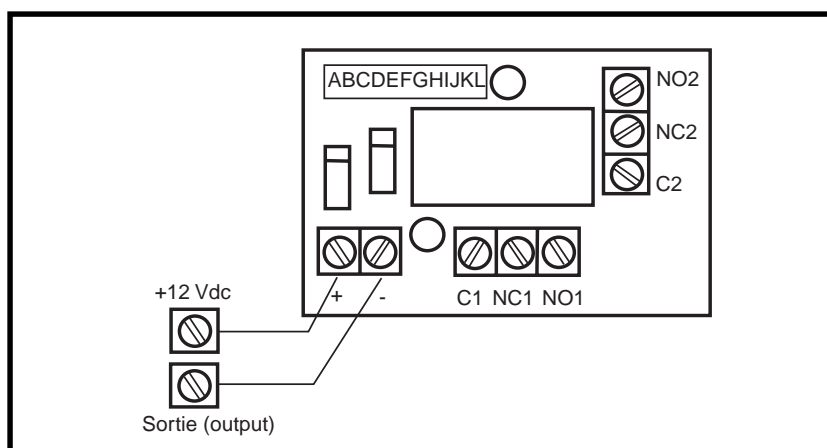 ABCDEFGHIJKL
NO2
NC2
C2
+12 Vdc
+ -
C1 NC1 NO1
Sortie (output)